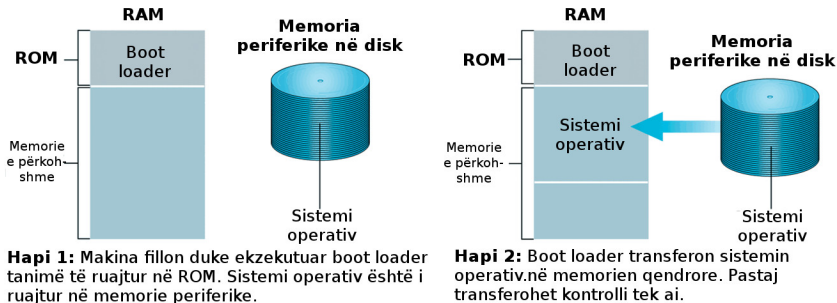 RAM
ROM
Boot
loader
Memoria
periferike në disk
Memorie
e përkoh-
shme
Sistemi
operativ
Hapi 1: Makina fillon duke ekzekutuar boot loader
tanimë të ruajtur në ROM. Sistemi operativ është i
ruajtur në memorie periferike.
RAM
ROM
Boot
loader
Memoria
periferike në disk
Memorie
e përkoh-
shme
Sistemi
operativ
Sistemi
operativ
Hapi 2: Boot loader transferon sistemin
operativ.në memorien qendrore. Pastaj
transferohet kontrolli tek ai.